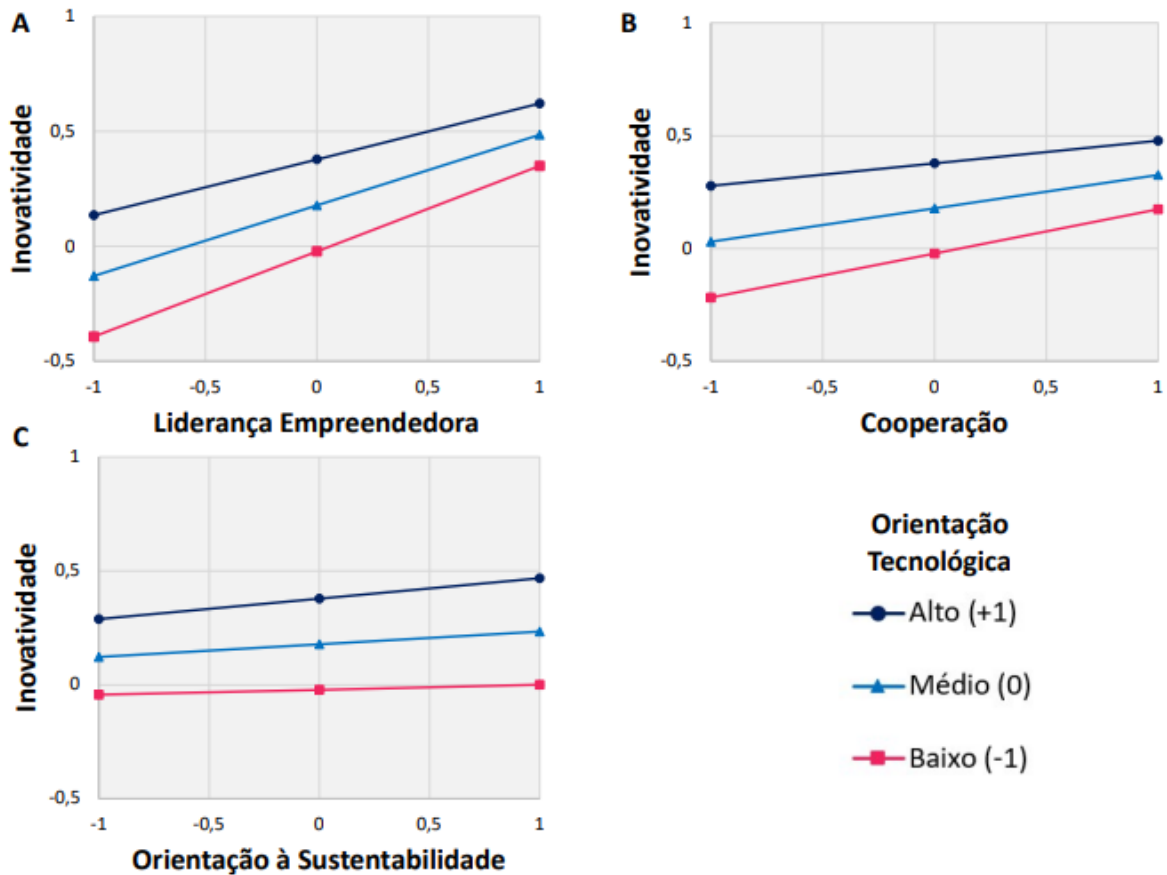 A
Inovatividade
1
0,5
0
-0,5
-1
-0,5
0
0,5
1
Liderança Empreendedora
B
Inovatividade
1
0,5
0
-0,5
-1
-0,5
0
0,5
1
Cooperação
C
Inovatividade
1
0,5
0
-0,5
-1
-0,5
0
0,5
1
Orientação à Sustentabilidade
Orientação
Tecnológica
Alto (+1)
Médio (0)
Baixo (-1)